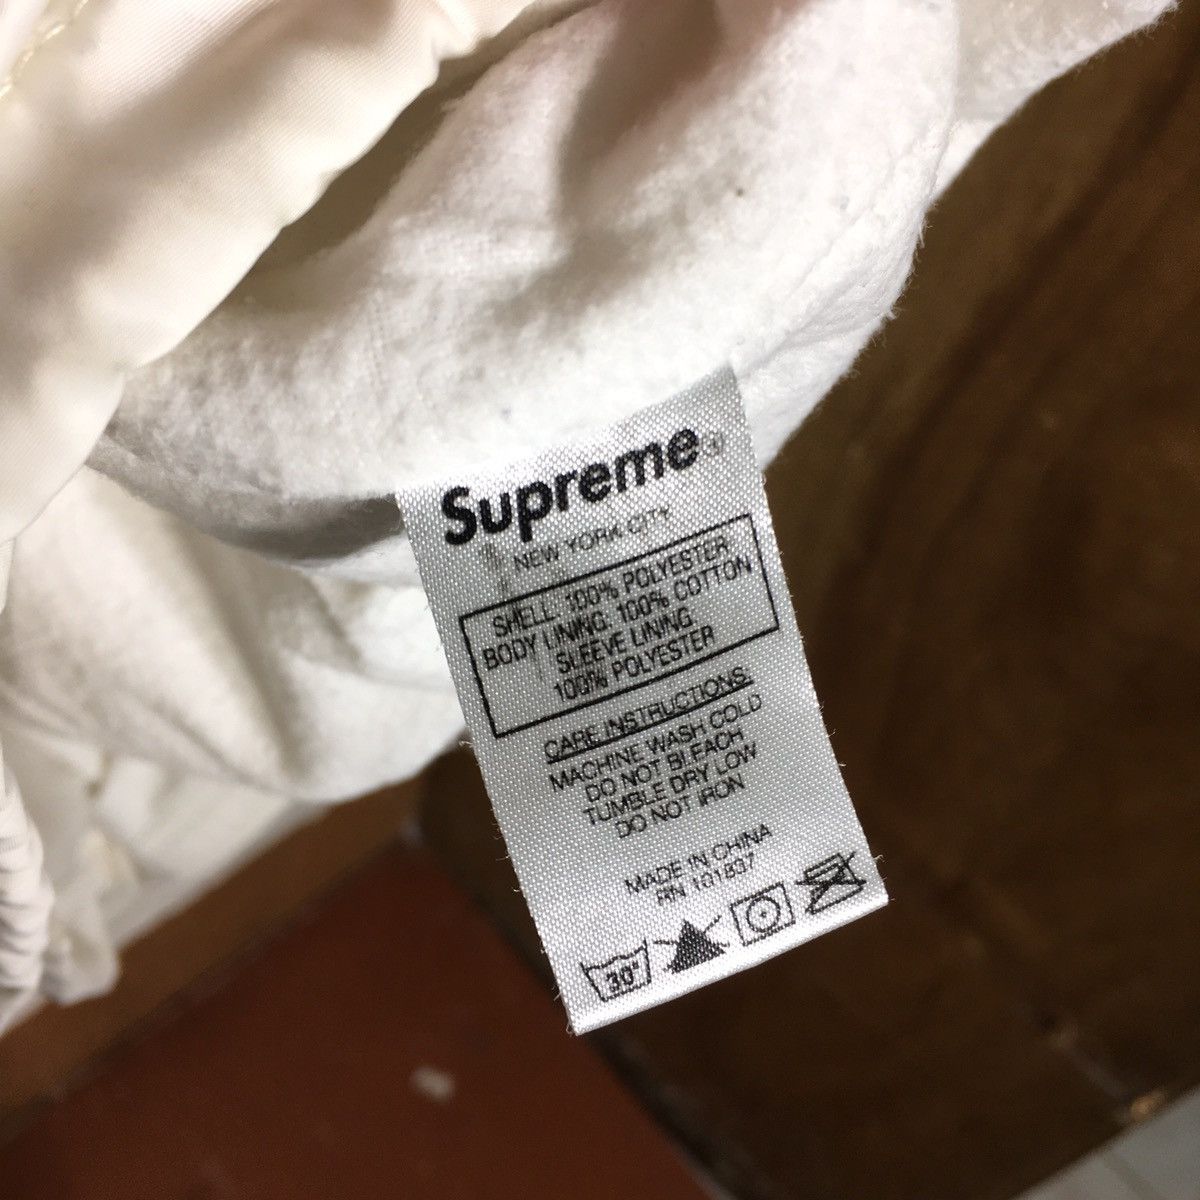 Supreme®
NEW YORK CITY
SHELL: 100% POLYESTER
BODY LINING: 100% COTTON
SLEEVE LINING
100% POLYESTER
CARE INSTRUCTIONS:
MACHINE WASH COLD
DO NOT BLEACH
TUMBLE DRY LOW
DO NOT IRON
MADE IN CHINA
RN 101837
30°